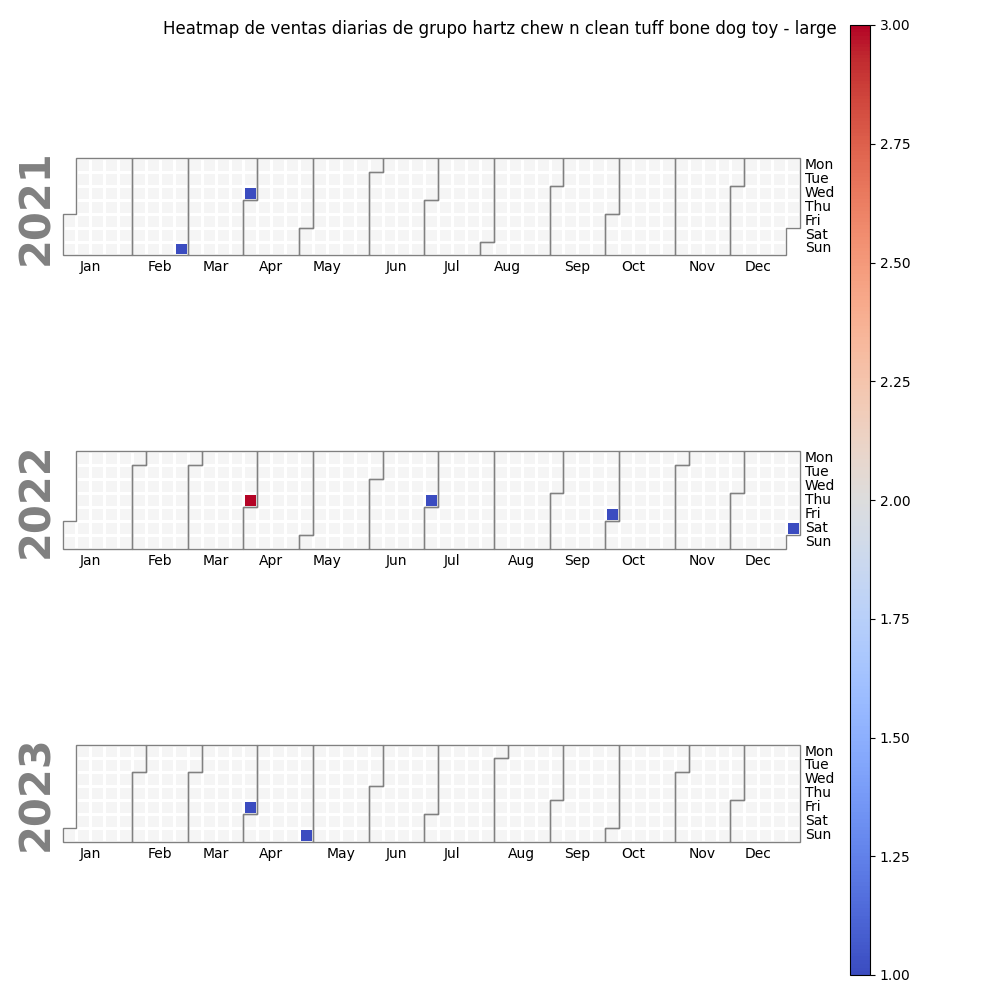 Heatmap de ventas diarias de grupo hartz chew n clean tuff bone dog toy - large
2021
Mon
Tue
Wed
Thu
Fri
Sat
Sun
Jan Feb Mar Apr May Jun Jul Aug Sep Oct Nov Dec
2022
Mon
Tue
Wed
Thu
Fri
Sat
Sun
Jan Feb Mar Apr May Jun Jul Aug Sep Oct Nov Dec
2023
Mon
Tue
Wed
Thu
Fri
Sat
Sun
Jan Feb Mar Apr May Jun Jul Aug Sep Oct Nov Dec
3.00
2.75
2.50
2.25
2.00
1.75
1.50
1.25
1.00